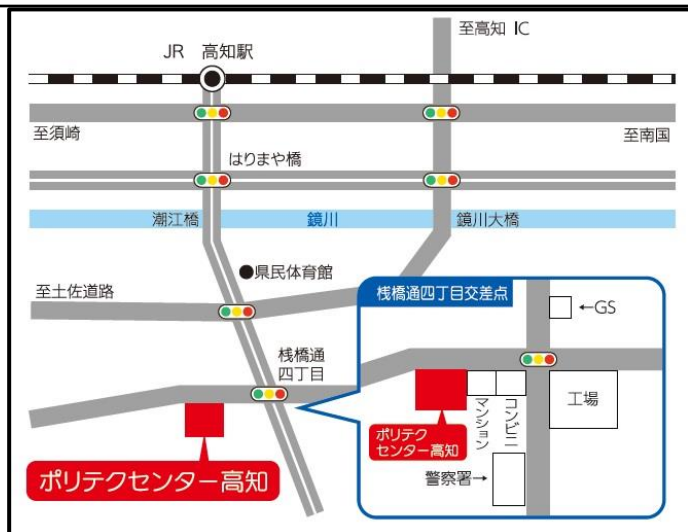 至高知 IC
JR 高知駅
至須崎
至南国
はりまや橋
潮江橋
鏡川
鏡川大橋
●県民体育館
至土佐道路
桟橋通四丁目交差点
←GS
桟橋通
四丁目
工場
マンション
コンビニ
ポリテク
センター高知
警察署→
ポリテクセンター高知